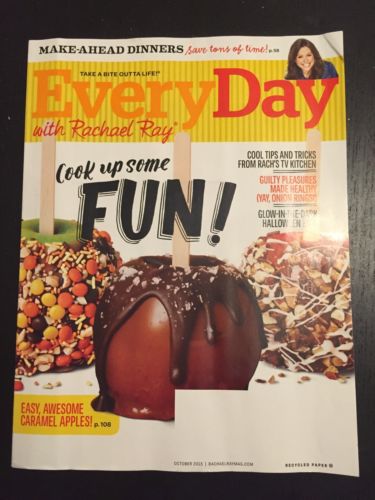 MAKE-AHEAD DINNERS save tons of time! p.98
TAKE A BITE OUTTA LIFE!®
EveryDay
with Rachael Ray®
Cook up some
FUN!
COOL TIPS AND TRICKS
FROM RACH'S TV KITCHEN
GUILTY PLEASURES
MADE HEALTHY
(YAY, ONION RINGS!)
GLOW-IN-THE-DARK
HALLOWEEN
EASY, AWESOME
CARAMEL APPLES! p. 108
OCTOBER 2015 | RACHAELRAYMAG.COM
RECYCLED PAPER